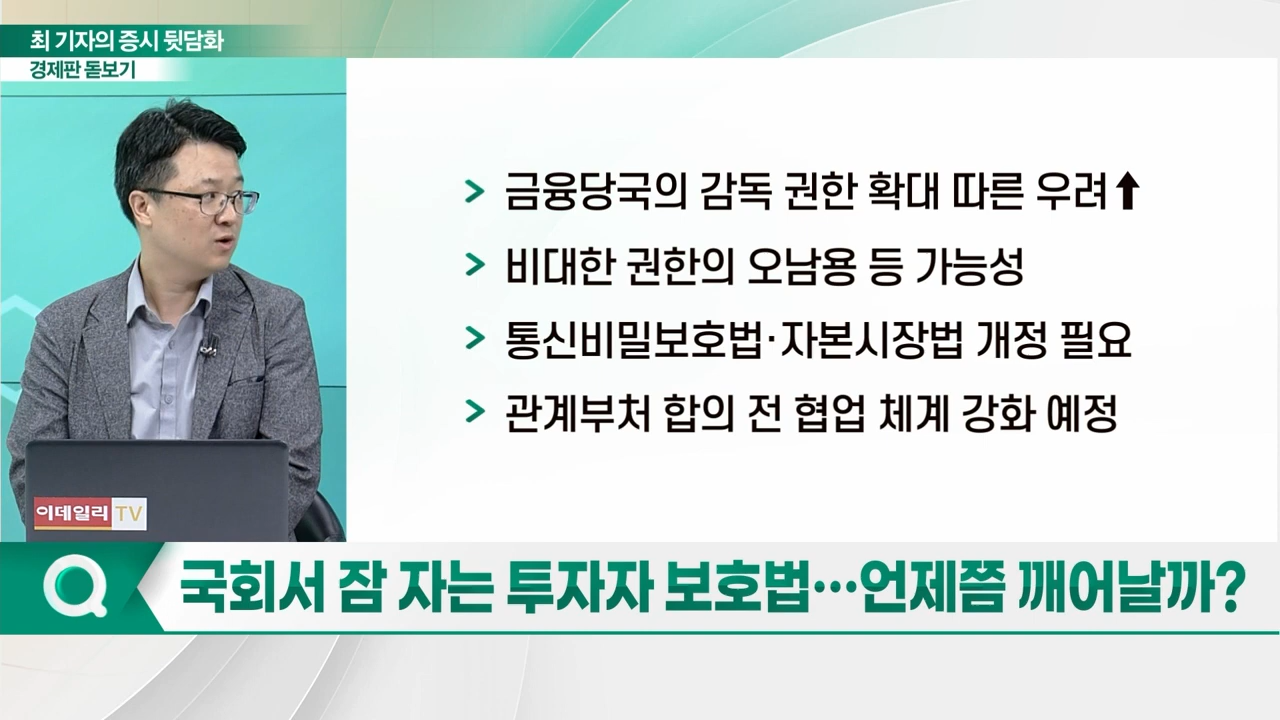 최 기자의 증시 뒷담화
경제판 돋보기
> 금융당국의 감독 권한 확대 따른 우려⬆
> 비대한 권한의 오남용 등 가능성
> 통신비밀보호법·자본시장법 개정 필요
> 관계부처 합의 전 협업 체계 강화 예정
이데일리 TV
국회서 잠 자는 투자자 보호법…언제쯤 깨어날까?